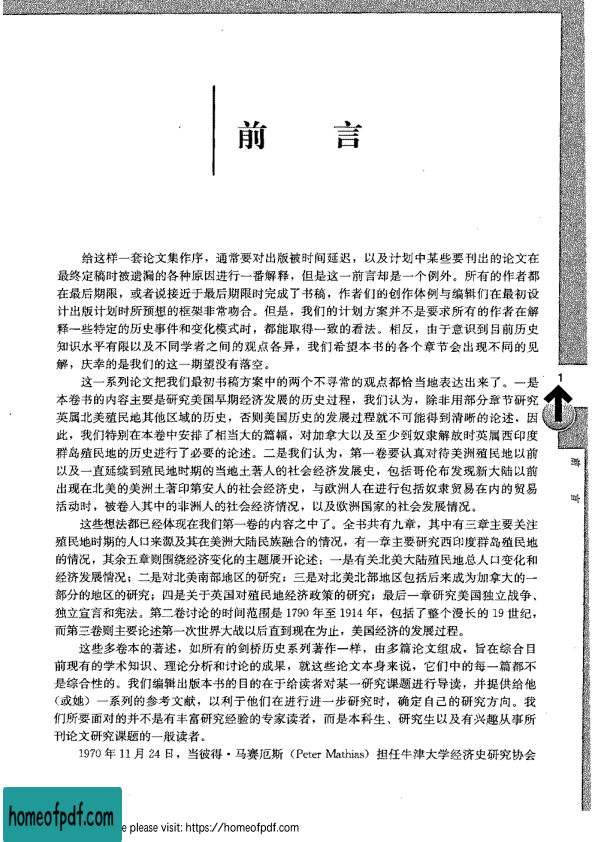 前 言
给这样一套论文集作序，通常要对出版被时间延迟，以及计划中某些要刊出的论文在
最终定稿时被遗漏的各种原因进行一番解释，但是这一前言却是一个例外。所有的作者都
在最后期限，或者说接近于最后期限时完成了书稿，作者们的创作体例与编辑们在最初设
计出版计划时所预想的框架非常吻合。但是，我们的计划方案并不是要求所有的作者在解
释一些特定的历史事件和变化模式时，都能取得一致的看法。相反，由于意识到目前历史
知识水平有限以及不同学者之间的观点各异，我们希望本书的各个章节会出现不同的见
解，庆幸的是我们的这一期望没有落空。
这一系列论文把我们最初书稿方案中的两个不寻常的观点都恰当地表达出来了。一是
本卷书的内容主要是研究美国早期经济发展的历史过程，我们认为，除非用部分章节研究
英属北美殖民地其他区域的历史，否则美国历史的发展过程就不可能得到清晰的论述，因
此，我们特别在本卷中安排了相当大的篇幅，对加拿大以及至少到奴隶解放时英属西印度
群岛殖民地的历史进行了必要的论述。二是我们认为，第一卷要认真对待美洲殖民地以前
以及一直延续到殖民地时期的当地土著人的社会经济发展史，包括哥伦布发现新大陆以前
出现在北美的美洲土著印第安人的社会经济史，与欧洲人在进行包括奴隶贸易在内的贸易
活动时，被卷入其中的非洲人的社会经济情况，以及欧洲国家的社会发展情况。
这些想法都已经体现在我们第一卷的内容之中了。全书共有九章，其中有三章主要关注
殖民地时期的人口来源及其在美洲大陆民族融合的情况，有一章主要研究西印度群岛殖民地
的情况，其余五章则围绕经济变化的主题展开论述：一是有关北美大陆殖民地总人口变化和
经济发展情况；二是对北美南部地区的研究；三是对北美北部地区包括后来成为加拿大的一
部分的地区的研究；四是关于英国对殖民地经济政策的研究；最后一章研究美国独立战争、
独立宣言和宪法。第二卷讨论的时间范围是 1790 年至 1914 年，包括了整个漫长的 19 世纪，
而第三卷则主要论述第一次世界大战以后直到现在为止，美国经济的发展过程。
这些多卷本的著述，如所有的剑桥历史系列著作一样，由多篇论文组成，旨在综合目
前现有的学术知识、理论分析和讨论的成果，就这些论文本身来说，它们中的每一篇都不
是综合性的。我们编辑出版本书的目的在于给读者对某一研究课题进行导读，并提供给他
（或她）一系列的参考文献，以利于他们在进行进一步研究时，确定自己的研究方向。我
们所要面对的并不是有丰富研究经验的专家读者，而是本科生、研究生以及有兴趣从事所
刊论文研究课题的一般读者。
1970 年 11 月 24 日，当彼得·马赛厄斯（Peter Mathias）担任牛津大学经济史研究协会
1
前 言
homeofpdf.com
e please visit: https://homeofpdf.com